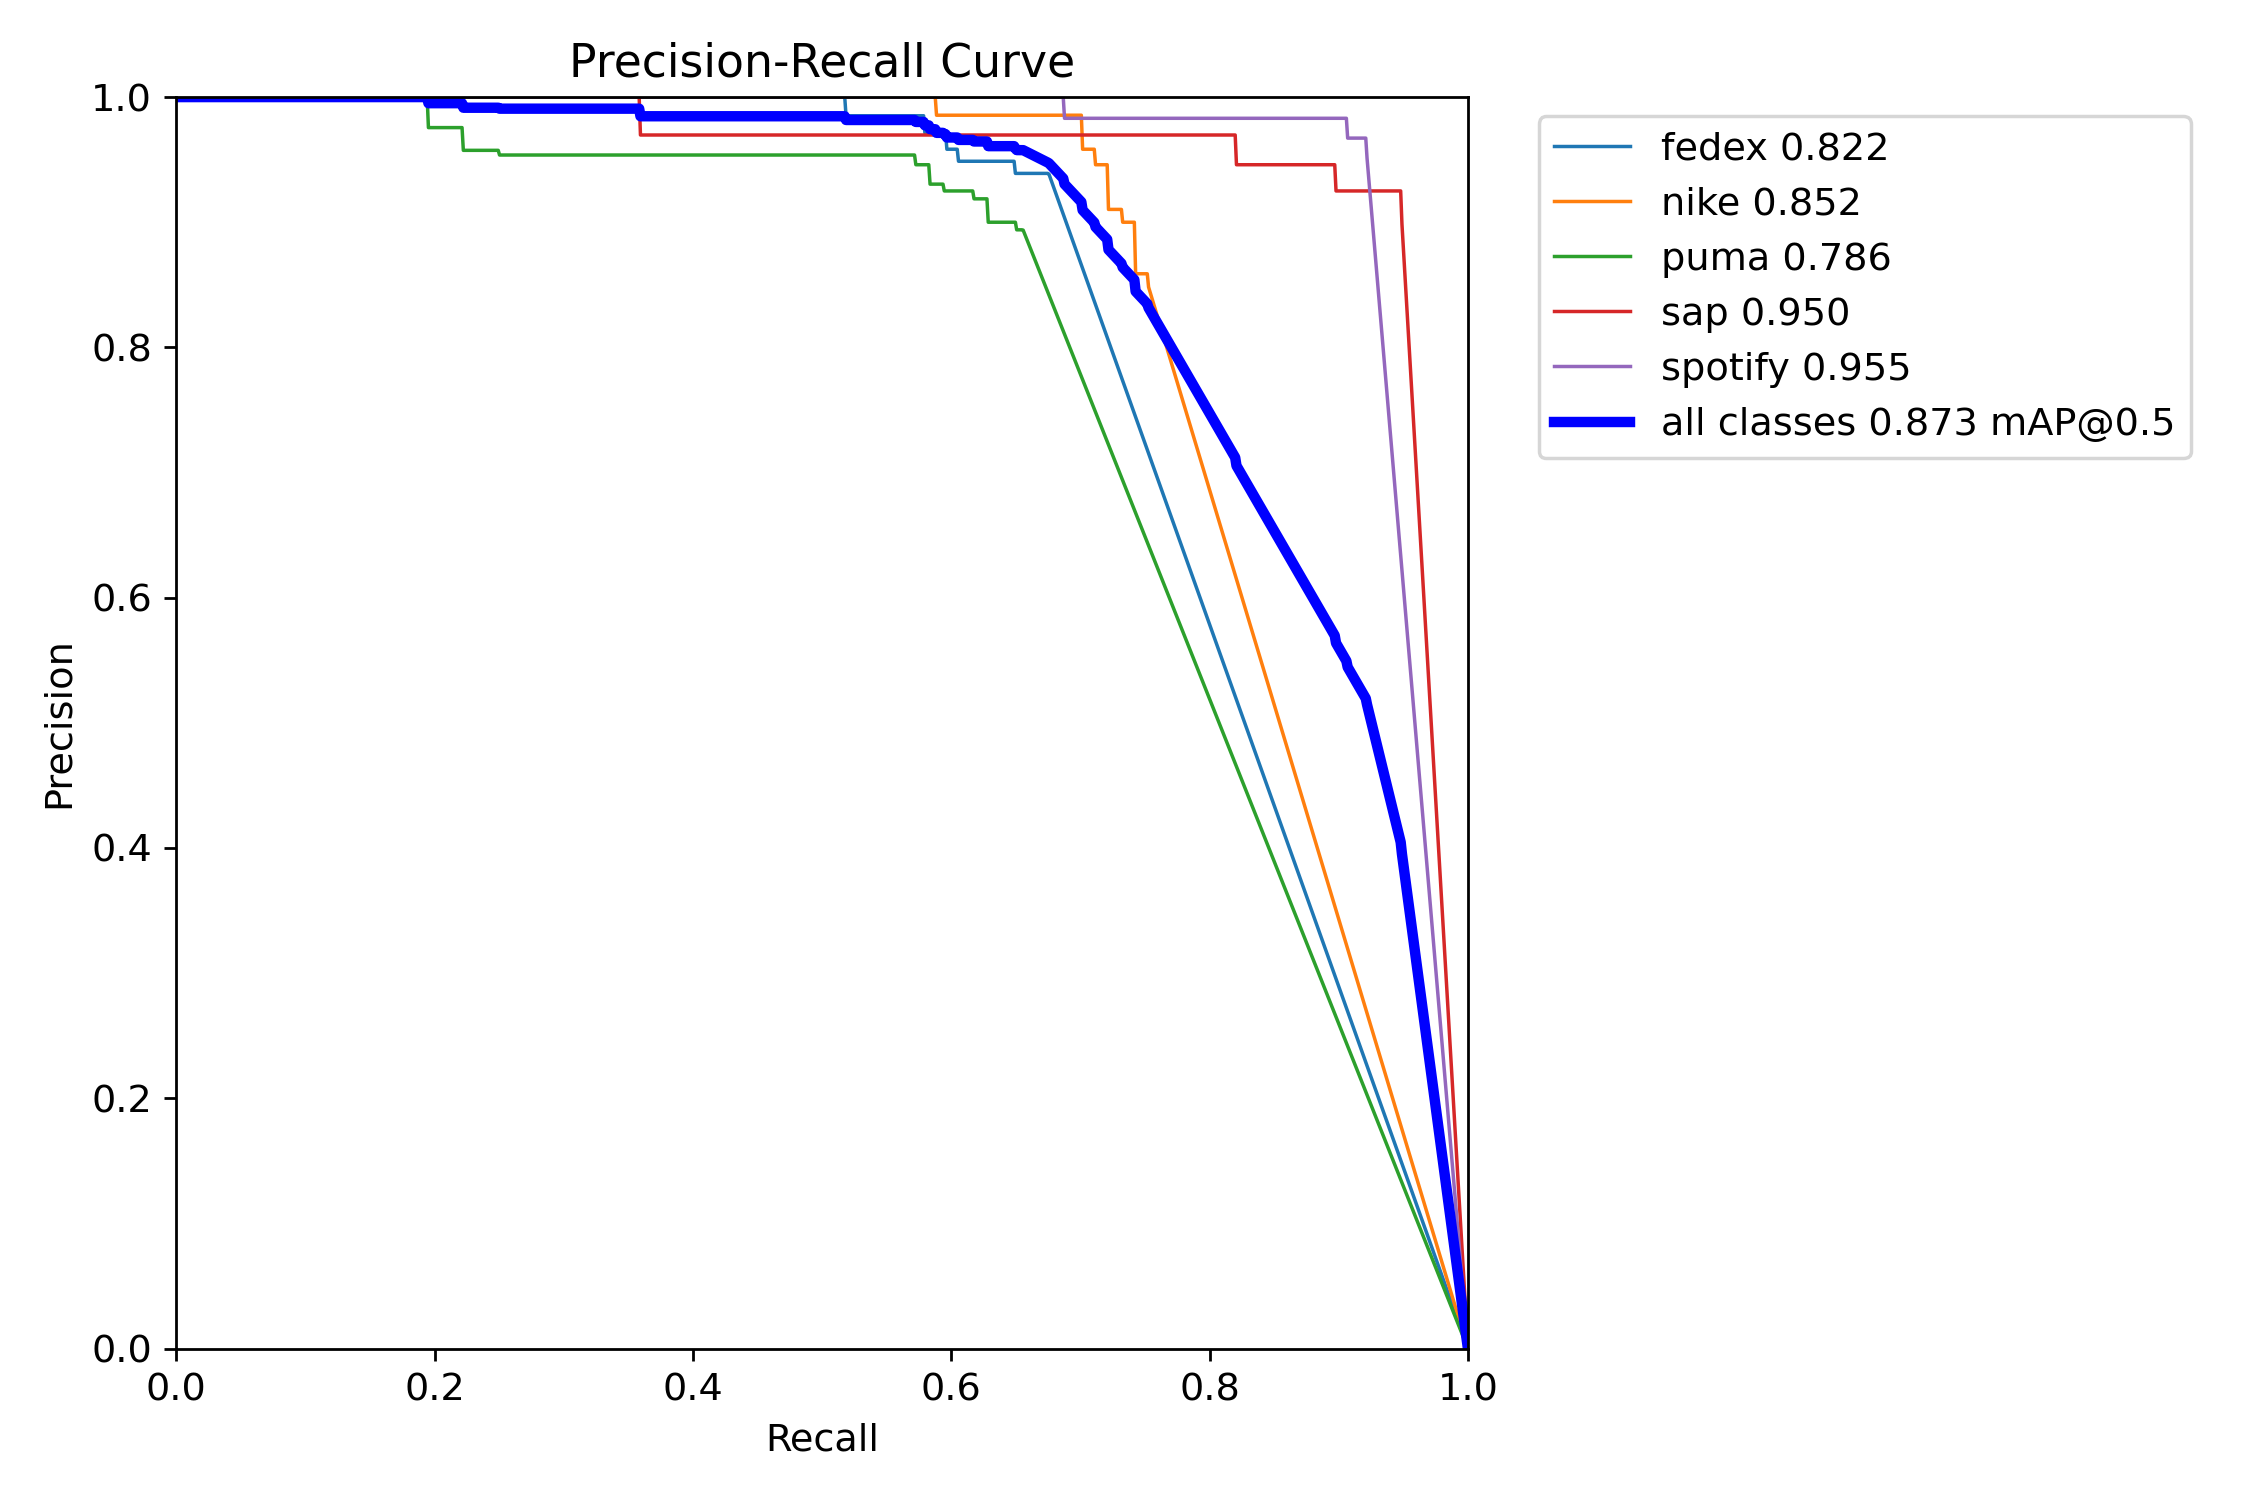 Precision-Recall Curve
1.0
0.8
0.6
0.4
0.2
0.0
Precision
0.0 0.2 0.4 0.6 0.8 1.0
Recall
fedex 0.822
nike 0.852
puma 0.786
sap 0.950
spotify 0.955
all classes 0.873 mAP@0.5